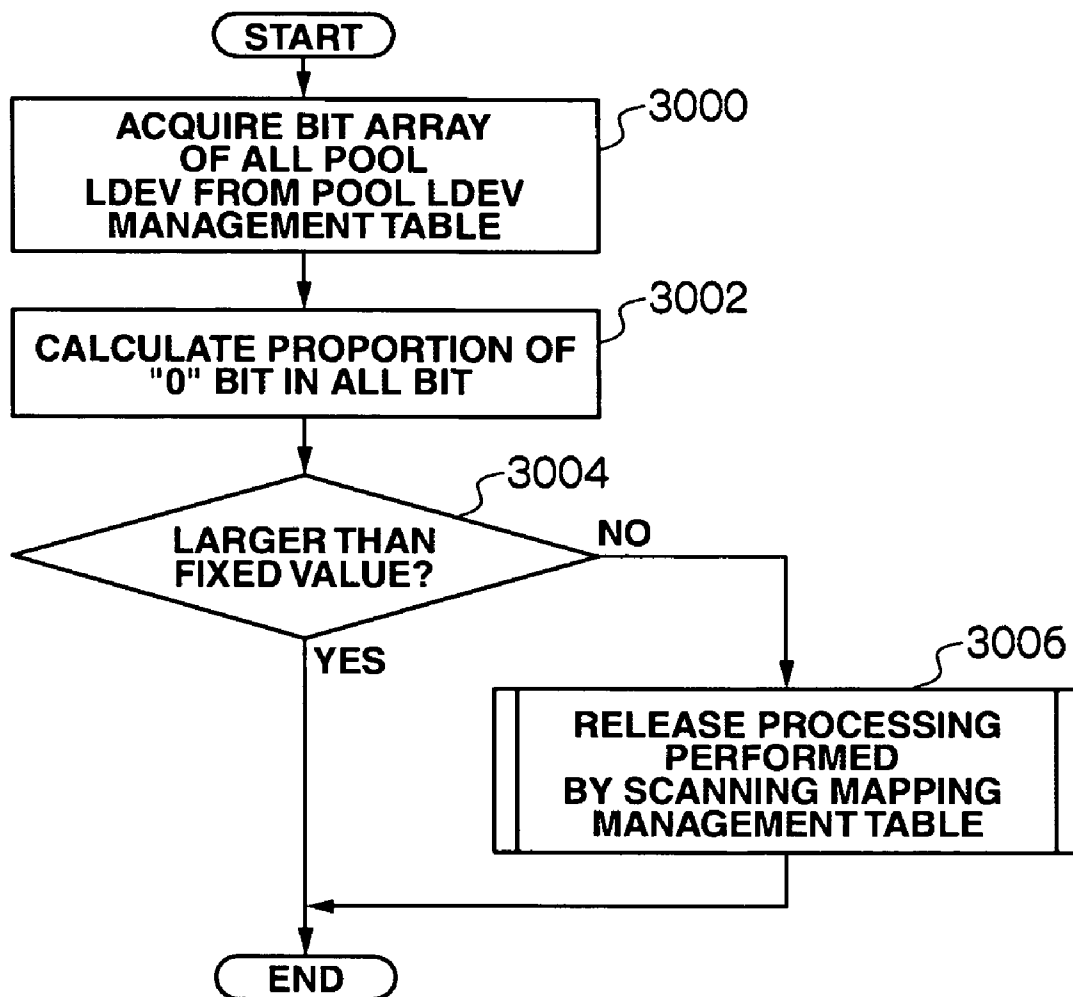 START
3000
ACQUIRE BIT ARRAY
OF ALL POOL
LDEV FROM POOL LDEV
MANAGEMENT TABLE
3002
CALCULATE PROPORTION OF
"0" BIT IN ALL BIT
3004
LARGER THAN
FIXED VALUE?
NO
YES
3006
RELEASE PROCESSING
PERFORMED
BY SCANNING MAPPING
MANAGEMENT TABLE
END